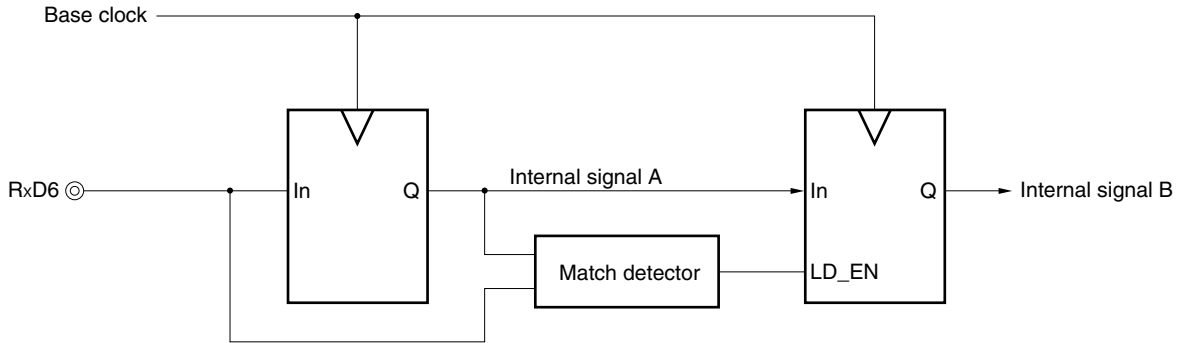 Base clock
RxD6
In
Q
Internal signal A
In
Q
Internal signal B
Match detector
LD_EN